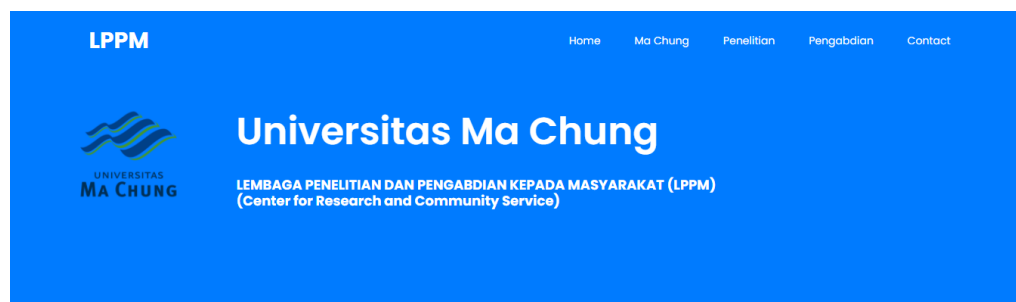 LPPM
Home Ma Chung Penelitian Pengabdian Contact
UNIVERSITAS
MA CHUNG
Universitas Ma Chung
LEMBAGA PENELITIAN DAN PENGABDIAN KEPADA MASYARAKAT (LPPM)
(Center for Research and Community Service)